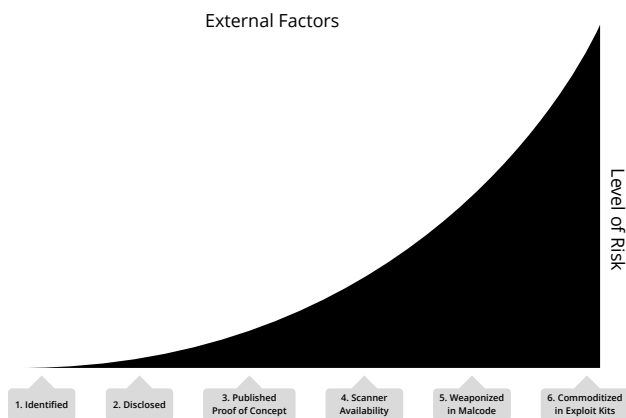 External Factors
Level of Risk
1. Identified
2. Disclosed
3. Published
Proof of Concept
4. Scanner
Availability
5. Weaponized
in Malcode
6. Commoditized
in Exploit Kits